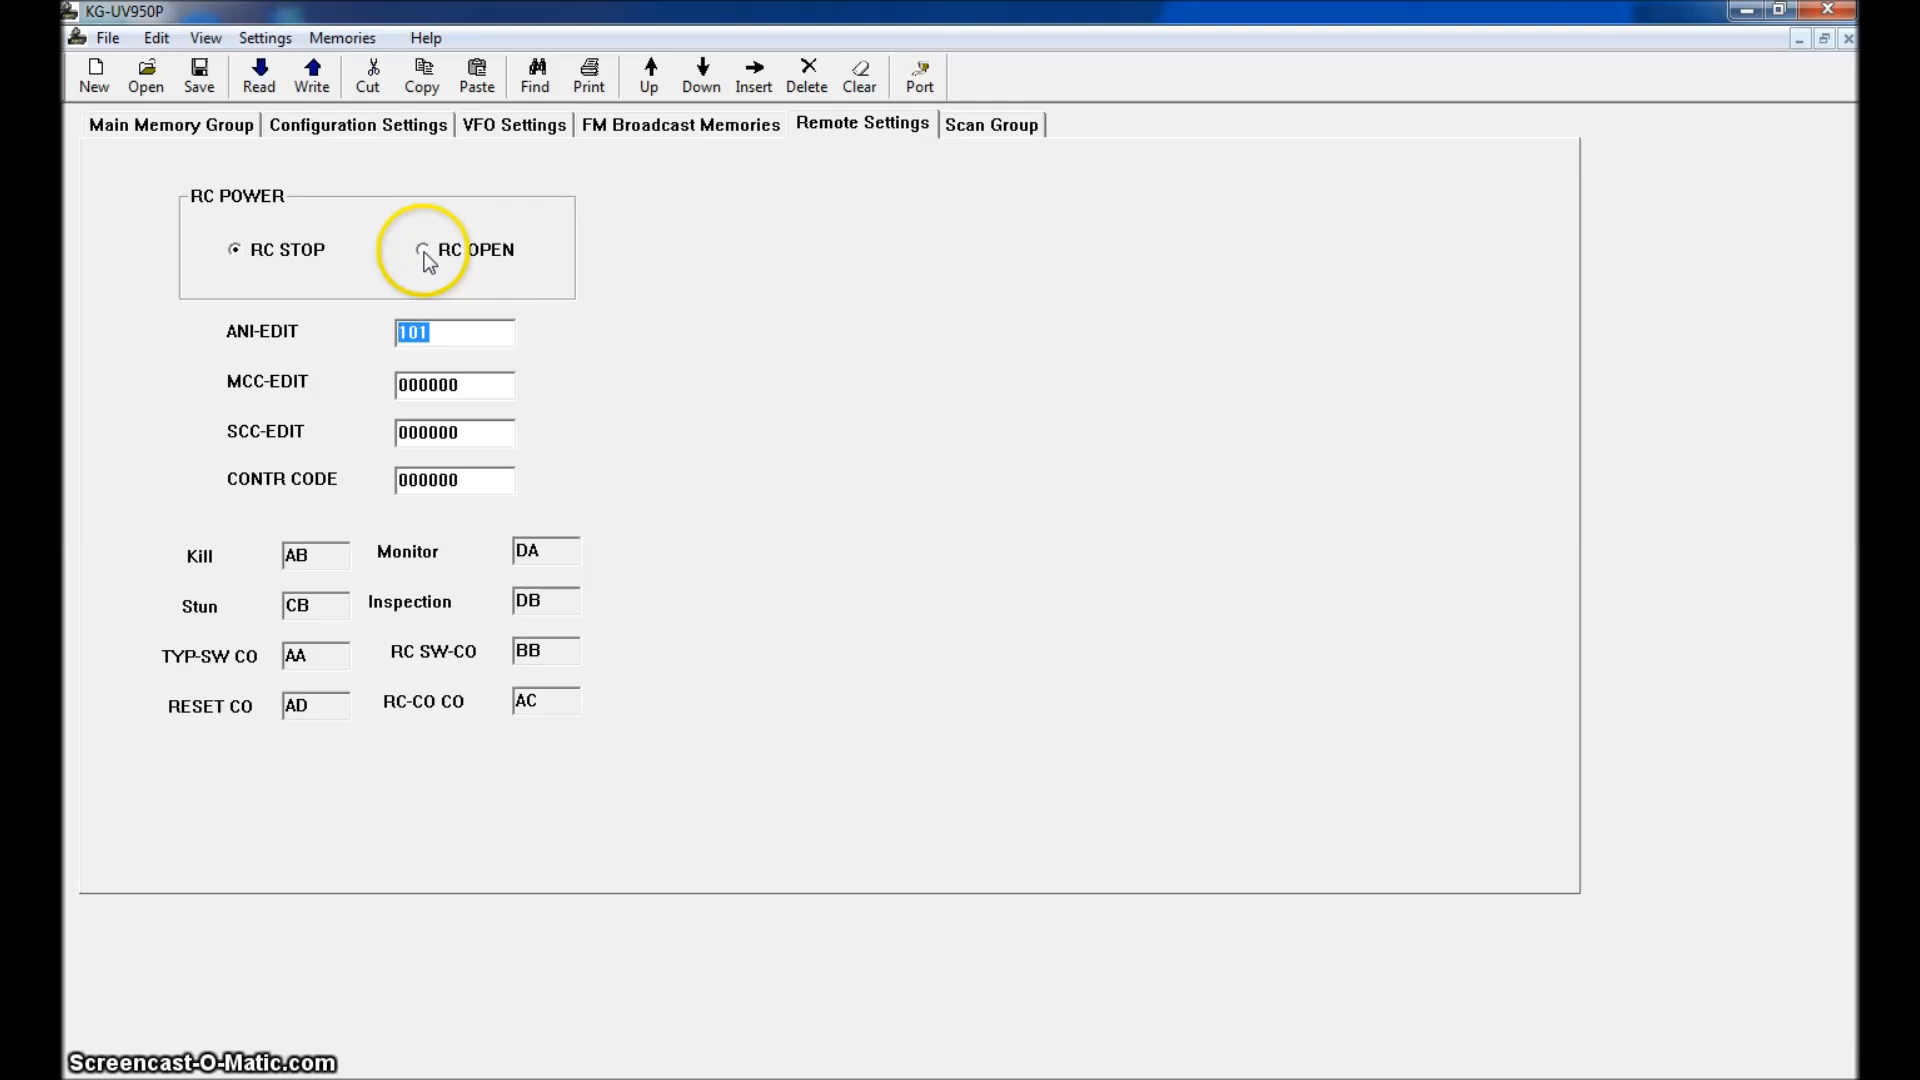 KG-UV950P
File Edit View Settings Memories Help
New Open Save Read Write Cut Copy Paste Find Print Up Down Insert Delete Clear Port
Main Memory Group Configuration Settings VFO Settings FM Broadcast Memories Remote Settings Scan Group
RC POWER
RC STOP RC OPEN
ANI-EDIT 101
MCC-EDIT 000000
SCC-EDIT 000000
CONTR CODE 000000
Kill AB Monitor DA
Stun CB Inspection DB
TYP-SW CO AA RC SW-CO BB
RESET CO AD RC-CO CO AC
Screencast-O-Matic.com